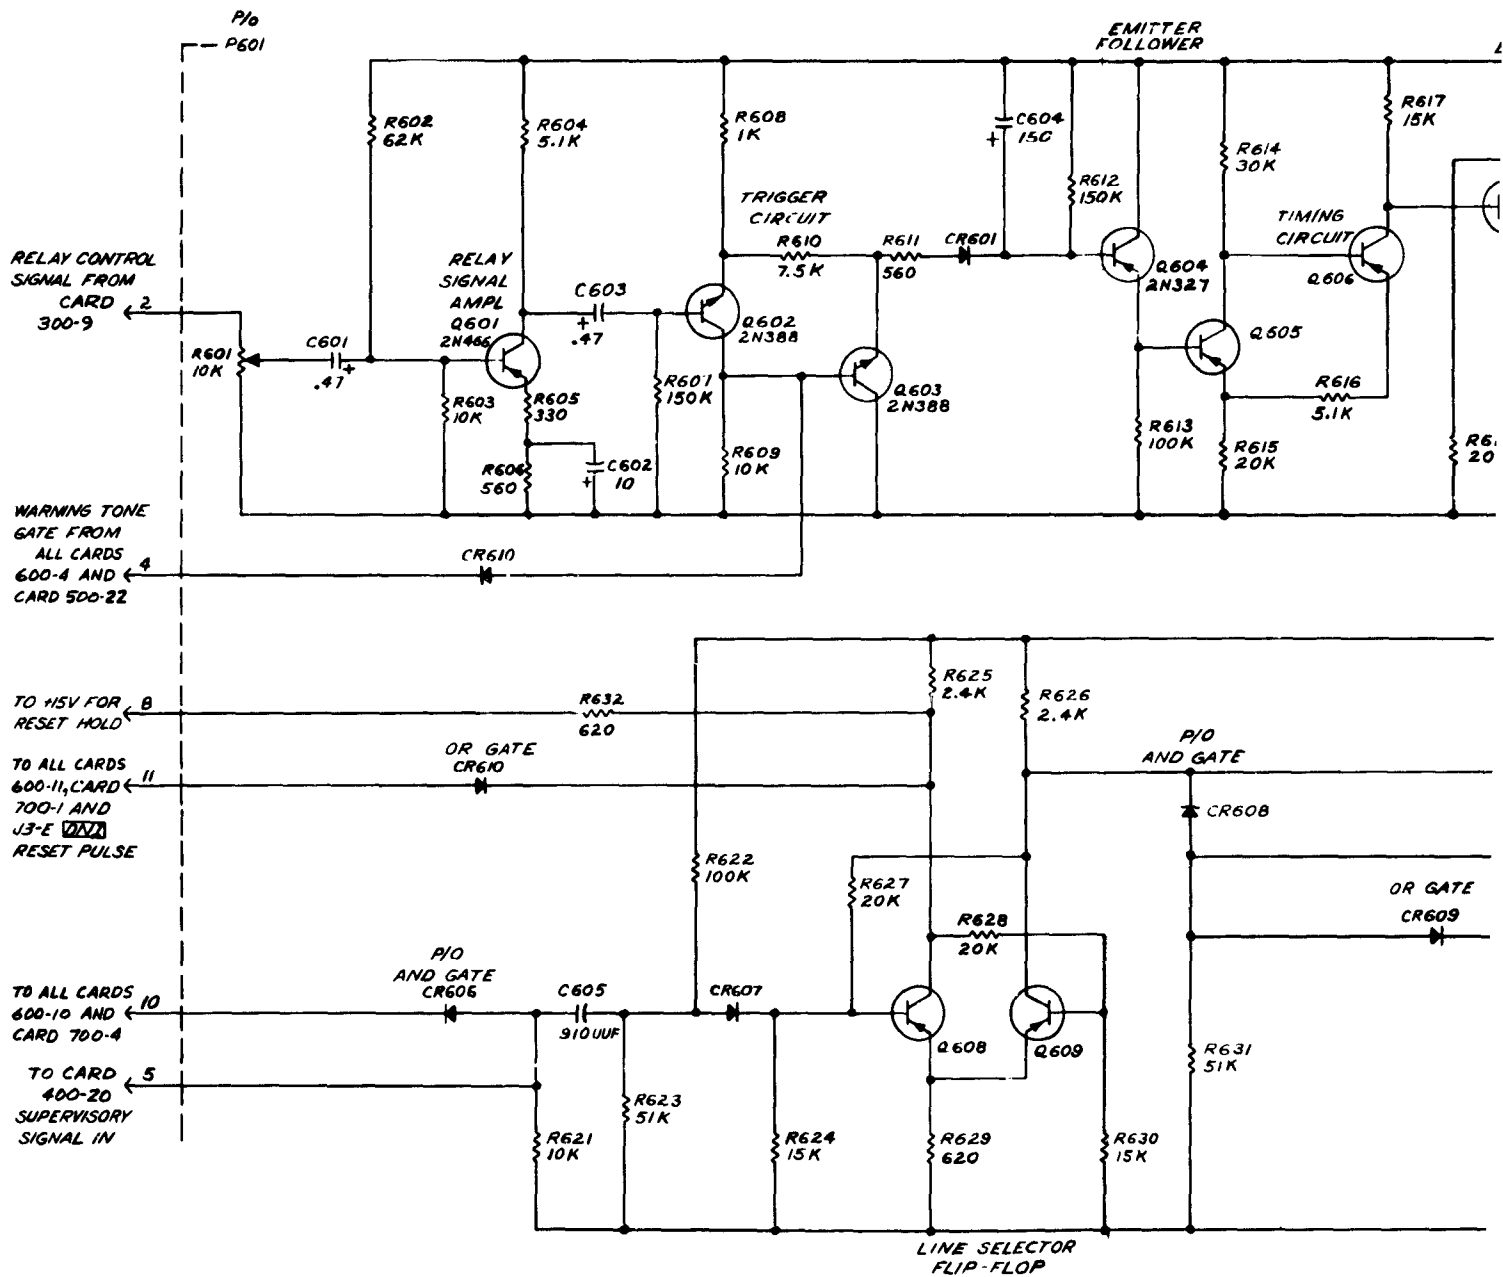 P/O
P601
EMITTER
FOLLOWER
R602
62K
R604
5.1K
R608
1K
C604
+ 150
R617
15K
R614
30K
R612
150K
TRIGGER
CIRCUIT
R610
7.5K
R611
560
CR601
TIMING
CIRCUIT
Q606
Q604
2N327
RELAY CONTROL
SIGNAL FROM
CARD
300-9
2
RELAY
SIGNAL
AMPL
Q601
2N466
C603
+
.47
Q602
2N388
Q605
R601
10K
C601
+
.47
R603
10K
R605
330
R607
150K
Q603
2N388
R616
5.1K
R613
100K
R615
20K
R606
560
C602
+ 10
R609
10K
20
WARNING TONE
GATE FROM
ALL CARDS
600-4 AND
CARD 500-22
4
CR610
TO +15V FOR
RESET HOLD
8
R632
620
R625
2.4K
R626
2.4K
P/O
AND GATE
OR GATE
CR610
TO ALL CARDS
600-11, CARD
700-1 AND
J3-E
RESET PULSE
11
CR608
R622
100K
R627
20K
OR GATE
CR609
R628
20K
P/O
AND GATE
CR606
C605
910UUF
CR607
TO ALL CARDS
600-10 AND
CARD 700-4
10
Q608
Q609
R631
51K
TO CARD
400-20
SUPERVISORY
SIGNAL IN
5
R623
51K
R621
10K
R624
15K
R629
620
R630
15K
LINE SELECTOR
FLIP-FLOP